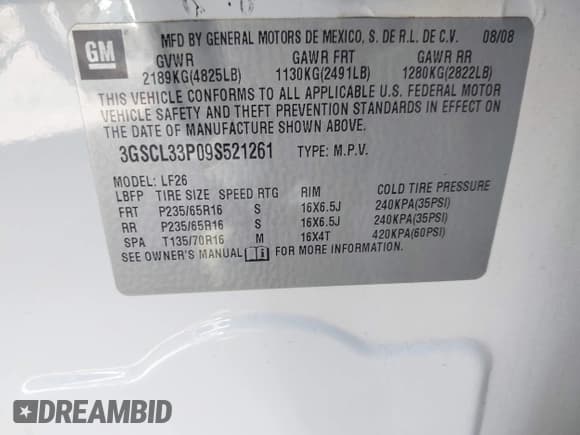 GM
MFD BY GENERAL MOTORS DE MEXICO, S. DE R.L. DE C.V. 08/08
GVWR GAWR FRT GAWR RR
2189KG(4825LB) 1130KG(2491LB) 1280KG(2822LB)
THIS VEHICLE CONFORMS TO ALL APPLICABLE U.S. FEDERAL MOTOR
VEHICLE SAFETY AND THEFT PREVENTION STANDARDS IN EFFECT ON
THE DATE OF MANUFACTURE SHOWN ABOVE.
3GSCL33P09S521261 TYPE: M.P.V.
MODEL: LF26
LBFP TIRE SIZE SPEED RTG RIM COLD TIRE PRESSURE
FRT P235/65R16 S 16X6.5J 240KPA(35PSI)
RR P235/65R16 S 16X6.5J 240KPA(35PSI)
SPA T135/70R16 M 16X4T 420KPA(60PSI)
SEE OWNER'S MANUAL FOR MORE INFORMATION.
DREAMBID